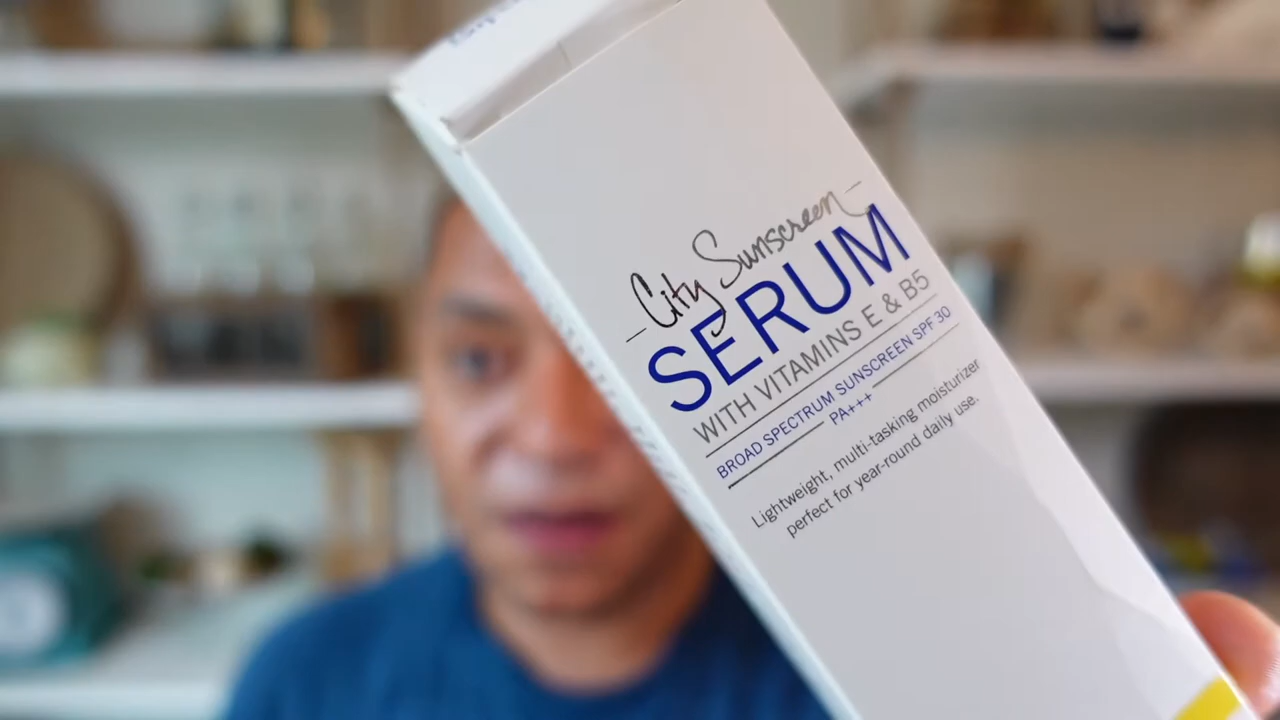 City Sunscreen
SERUM
WITH VITAMINS E & B5
BROAD SPECTRUM SUNSCREEN SPF 30
PA+++
Lightweight, multi-tasking moisturizer
perfect for year-round daily use.